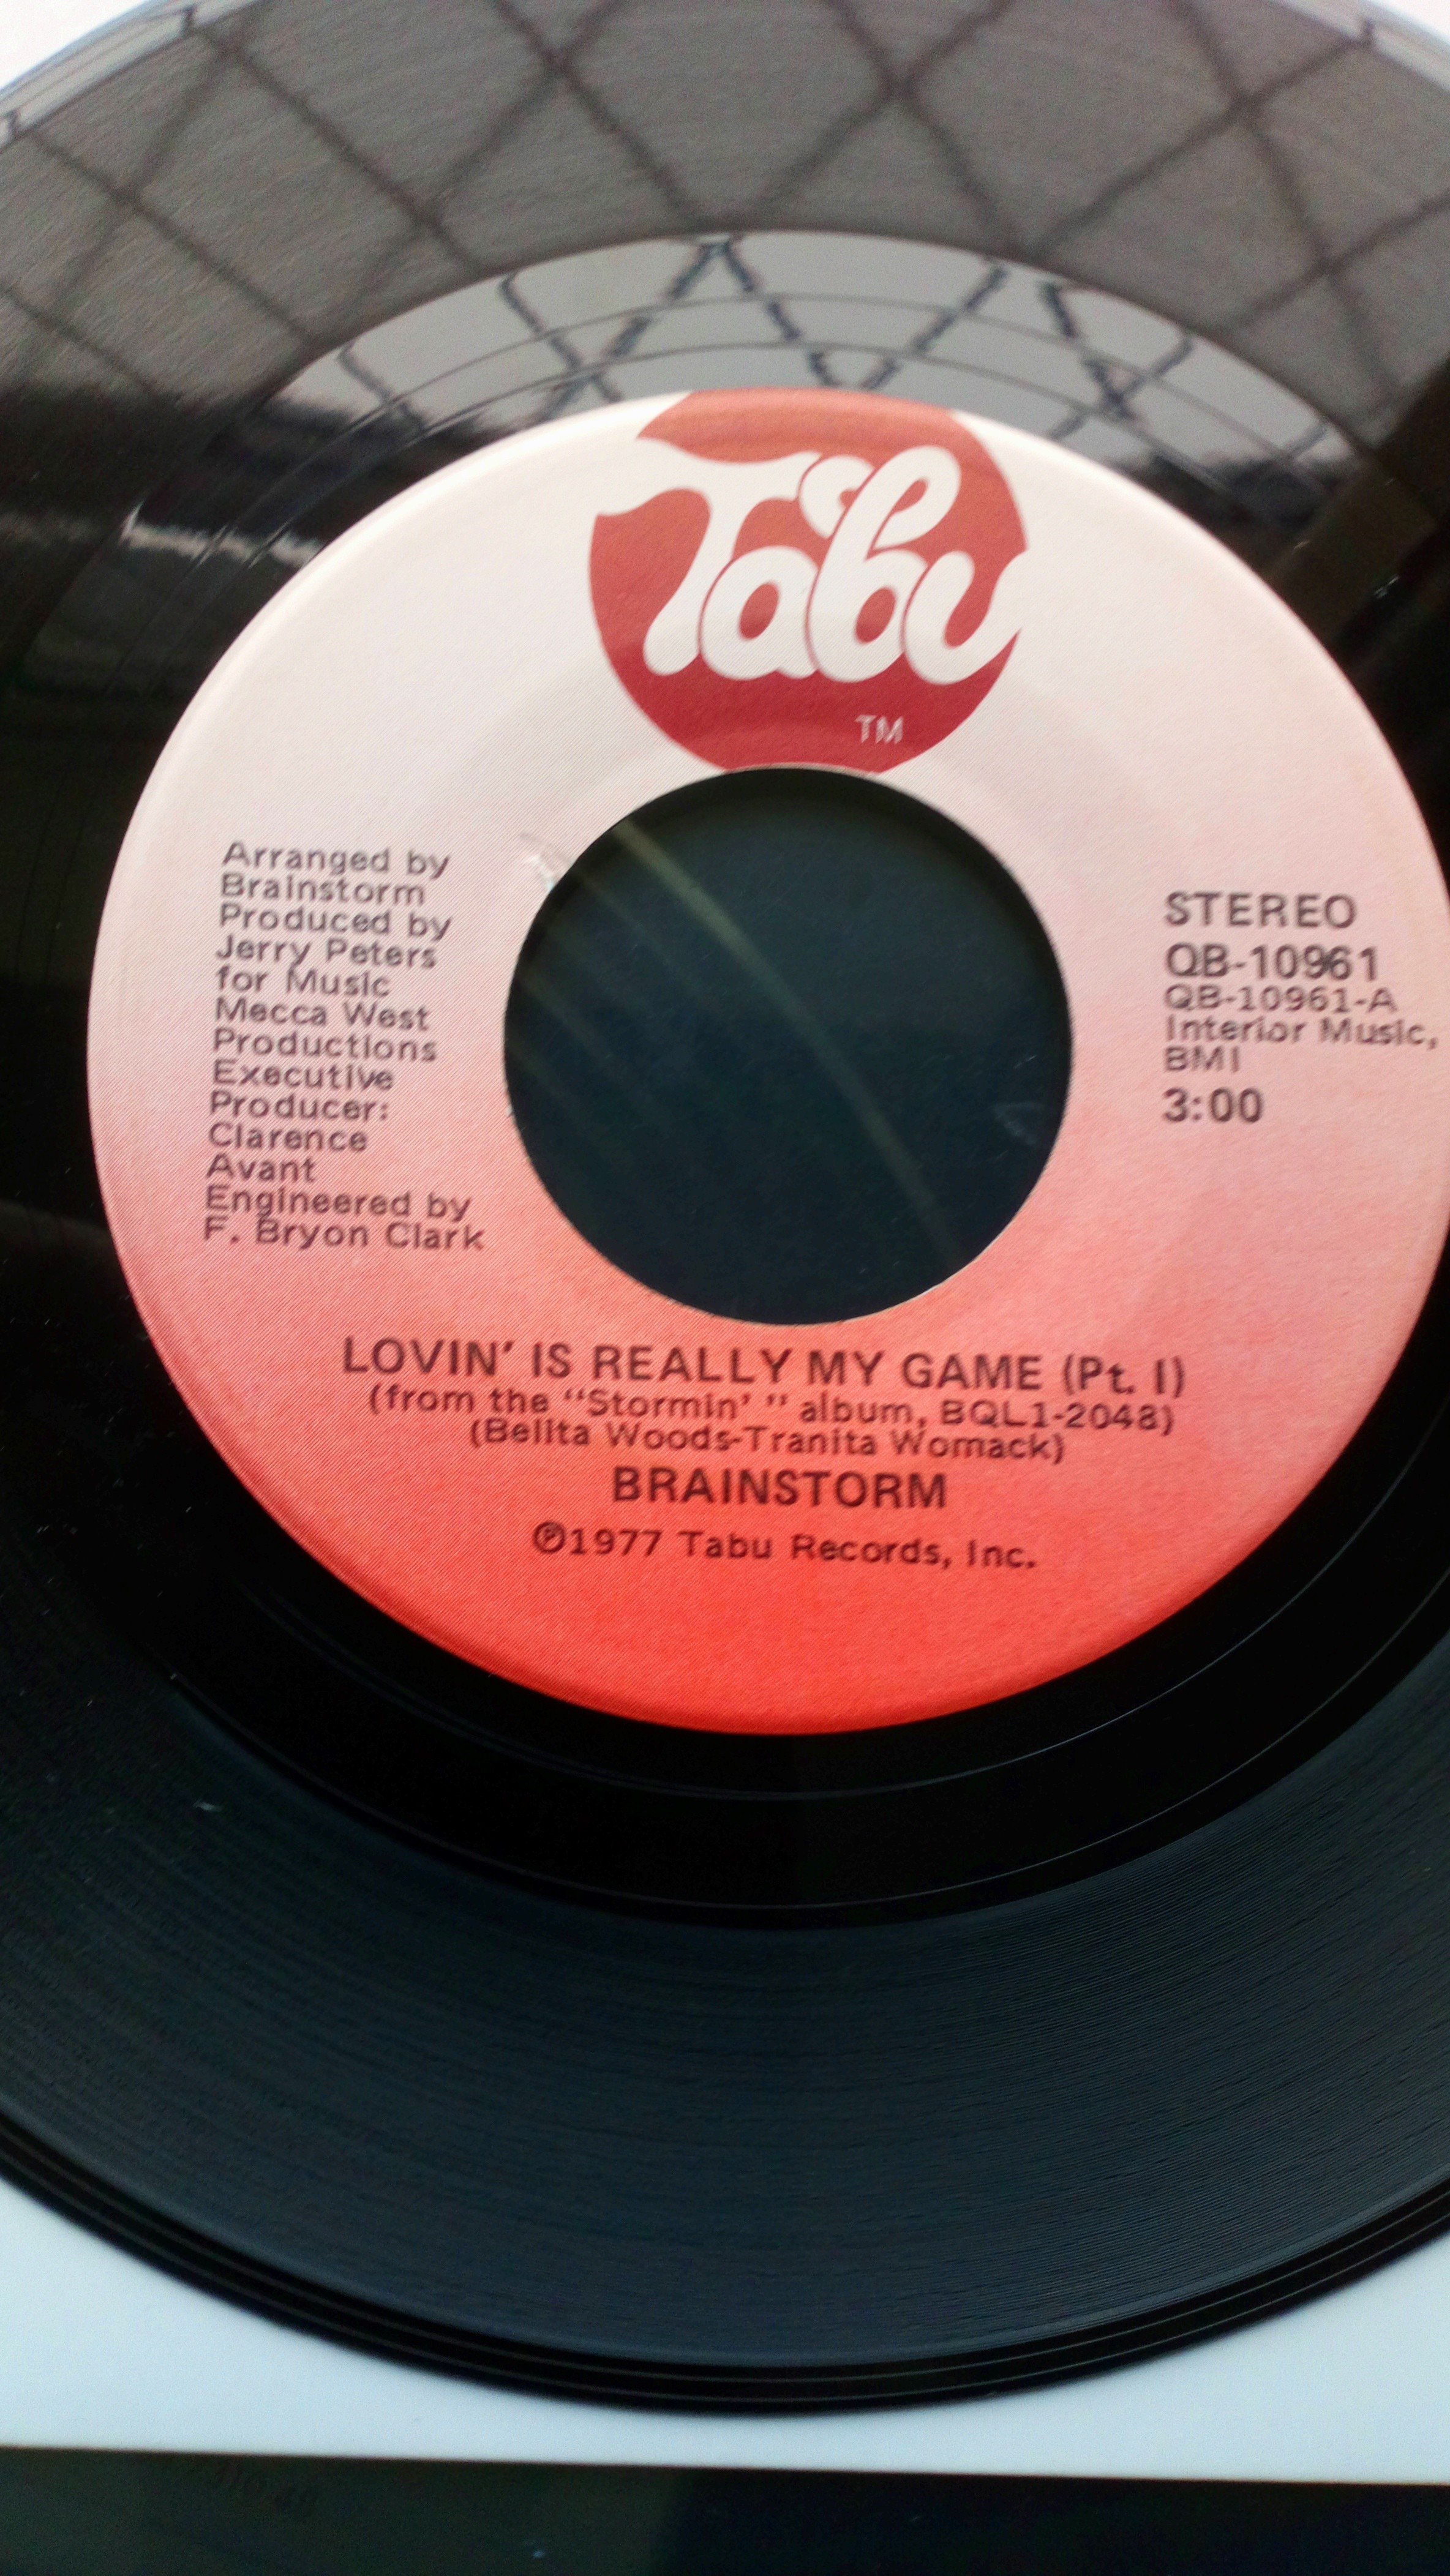 Tabu
TM
Arranged by
Brainstorm
Produced by
Jerry Peters
for Music
Mecca West
Productions
Executive
Producer:
Clarence
Avant
Engineered by
F. Bryon Clark
STEREO
QB-10961
QB-10961-A
Interior Music,
BMI
3:00
LOVIN' IS REALLY MY GAME (Pt. I)
(from the "Stormin' " album, BQL1-2048)
(Belita Woods-Tranita Womack)
BRAINSTORM
℗1977 Tabu Records, Inc.